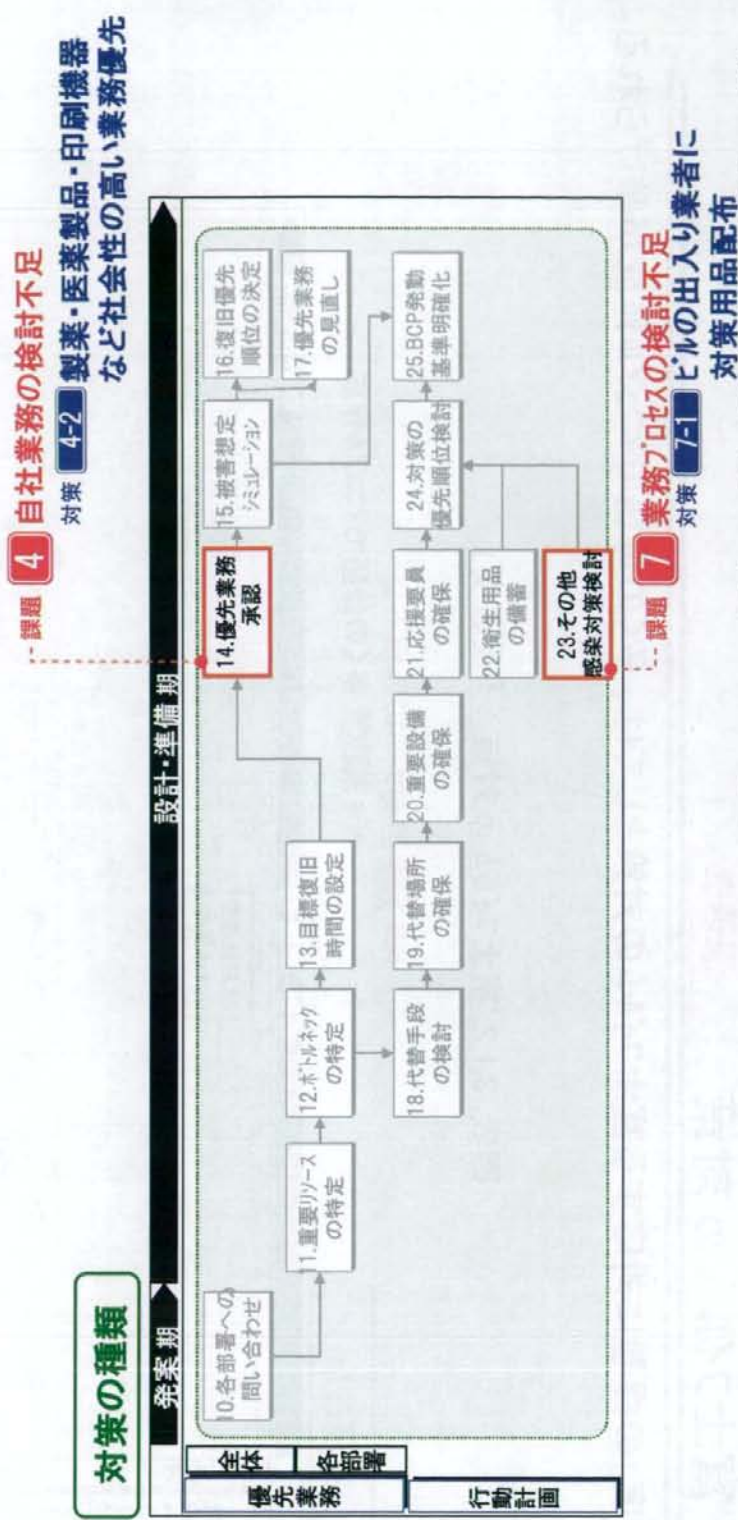 対策の種類
課題 4 自社業務の検討不足
対策 4-2 製薬・医薬製品・印刷機器
など社会性の高い業務優先
発案期
設計・準備期
優先業務
全体
各部署
行動計画
10.各部署への
問い合わせ
11.重要リソース
の特定
12.ボトルネック
の特定
13.目標復旧
時間の設定
14.優先業務
承認
15.被害想定
シミュレーション
16.復旧優先
順位の決定
17.優先業務
の見直し
18.代替手段
の検討
19.代替場所
の確保
20.重要設備
の確保
21.応援要員
の確保
22.衛生用品
の備蓄
23.その他
感染対策検討
24.対策の
優先順位検討
25.BCP発動
基準明確化
課題 7 業務プロセスの検討不足
対策 7-1 ビルの出入り業者に
対策用品配布